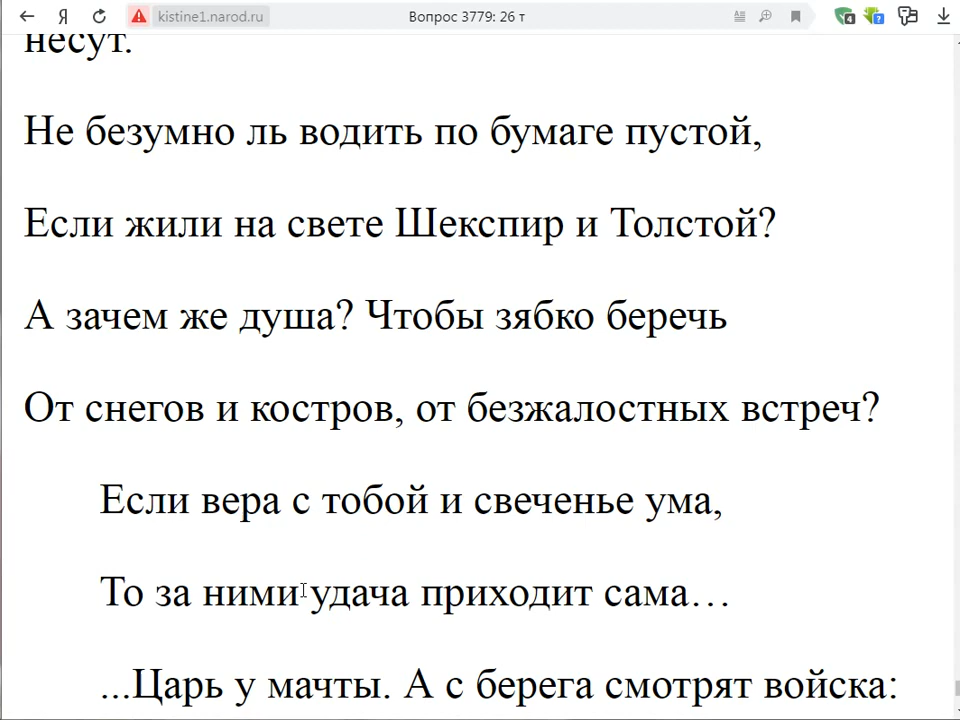 kistine1.narod.ru
Вопрос 3779: 26 т
несут.
Не безумно ль водить по бумаге пустой,
Если жили на свете Шекспир и Толстой?
А зачем же душа? Чтобы зябко беречь
От снегов и костров, от безжалостных встреч?
Если вера с тобой и свеченье ума,
То за ними удача приходит сама…
...Царь у мачты. А с берега смотрят войска: